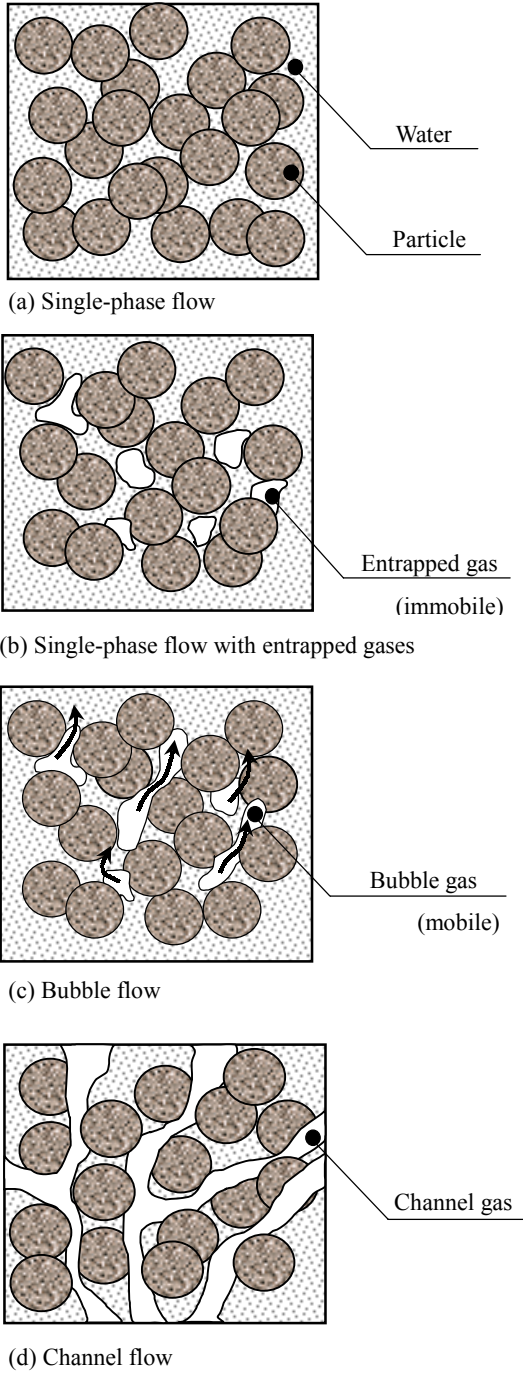 Water
Particle
(a) Single-phase flow
Entrapped gas
(immobile)
(b) Single-phase flow with entrapped gases
Bubble gas
(mobile)
(c) Bubble flow
Channel gas
(d) Channel flow